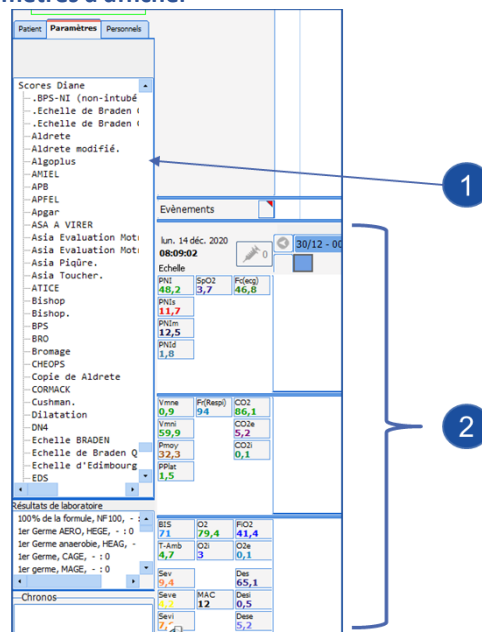 Patient Paramètres Personnels
Scores Diane
.BPS-NI (non-intubé
.Echelle de Braden
.Echelle de Braden
Aldrete
Aldrete modifié.
Algoplus
AMIEL
APB
APFEL
Apgar
ASA A VIRER
Asia Evaluation Mot
Asia Evaluation Mot
Asia Piqûre.
Asia Toucher.
ATICE
Bishop
Bishop.
BPS
BRO
Bromage
CHEOPS
Copie de Aldrete
CORMACK
Cushman.
Dilatation
DN4
Echelle BRADEN
Echelle de Braden Q
Echelle d'Edimbourg
EDS
Résultats de laboratoire
100% de la formule, NF100, - :
1er Germe AERO, HEGE, - : 0
1er Germe anaerobie, HEAG, -
1er Germe, CAGE, - : 0
1er germe, MAGE, - : 0
Chronos
1
Evènements
lun. 14 déc. 2020
08:09:02
0
30/12 - 00
Echelle
PNI SpO2 Fc(ecg)
48,2 3,7 46,8
PNIs
11,7
PNIm
12,5
PNId
1,8
Vmne Fr(Respi) CO2
0,9 94 86,1
Vmni CO2e
59,9 5,2
Pmoy CO2i
32,3 0,1
PPlat
1,5
BIS O2 FiO2
71 79,4 41,4
T-Amb O2i O2e
4,7 3 0,1
Sev Des
9,4 65,1
Seve MAC Desi
12 0,5
Sevi Dese
5,2
2